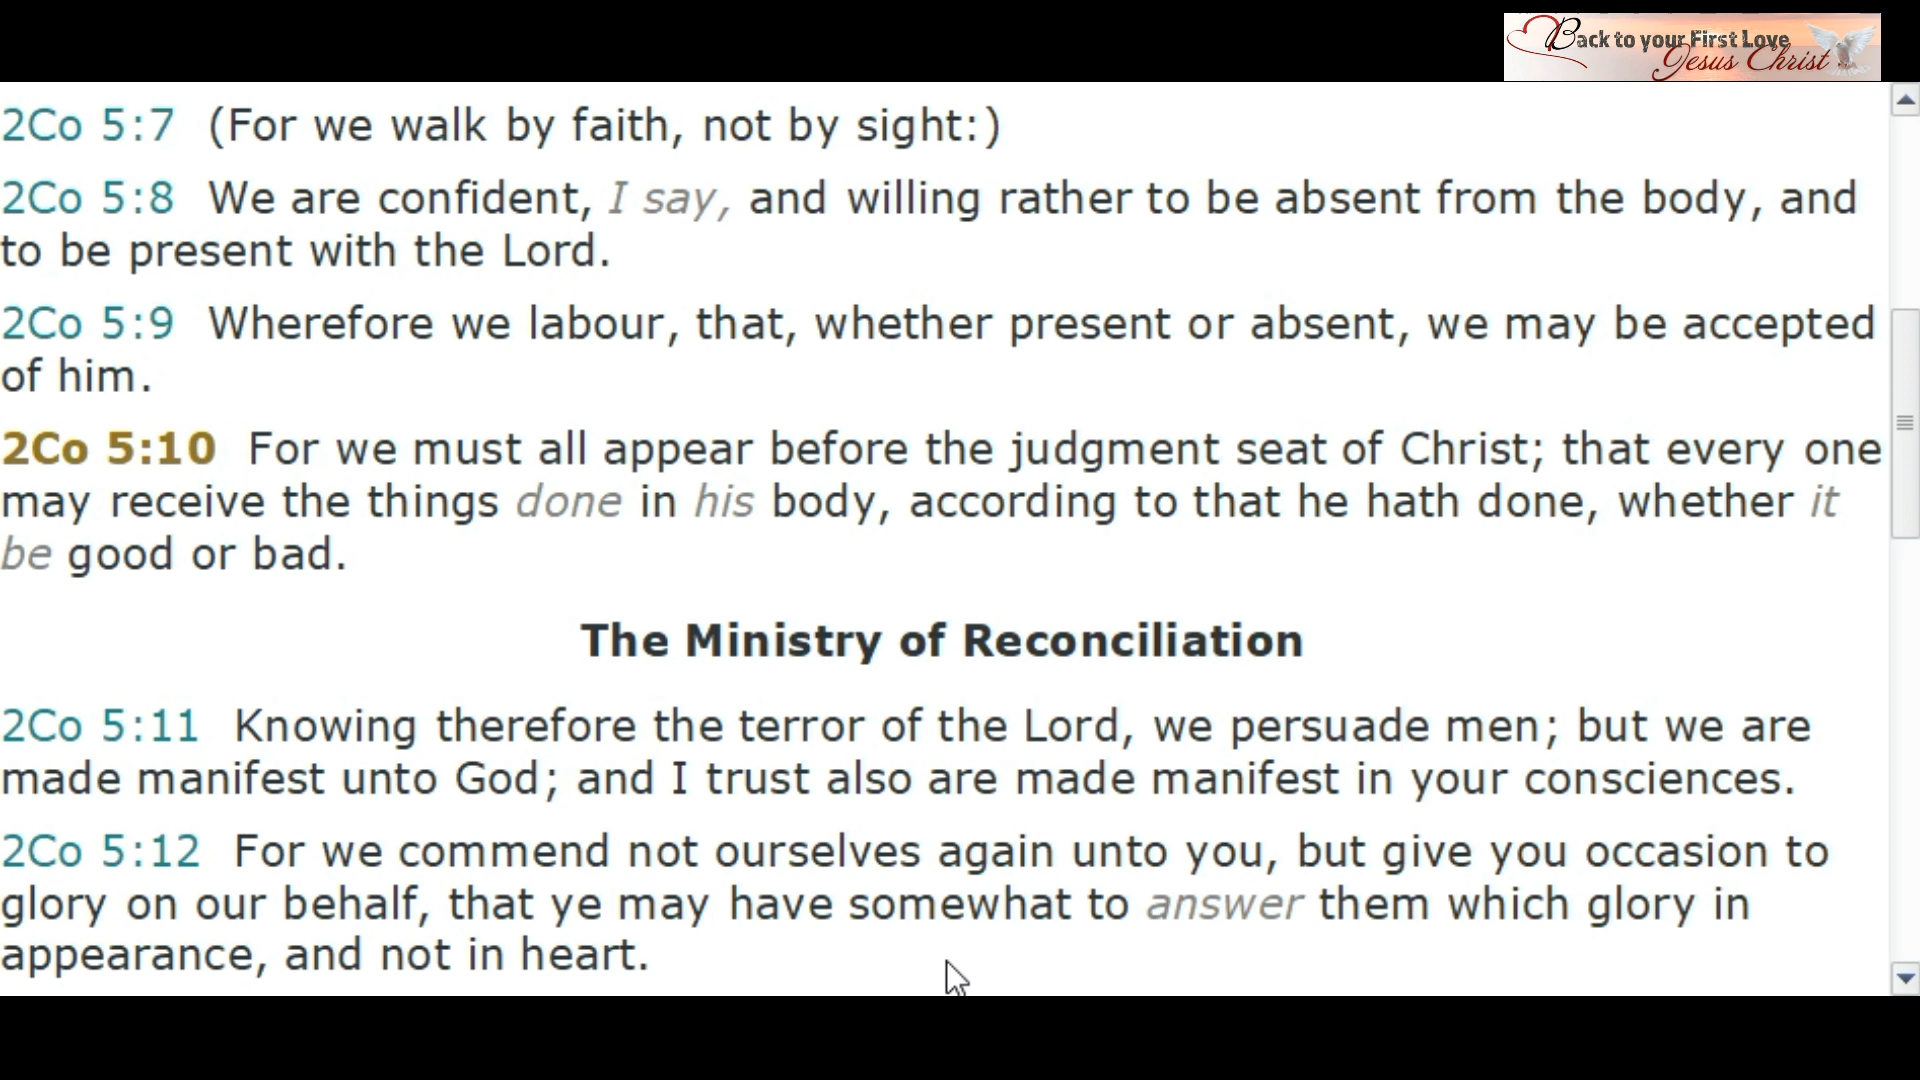 Back to your First Love
Jesus Christ
2Co 5:7 (For we walk by faith, not by sight:)
2Co 5:8 We are confident, I say, and willing rather to be absent from the body, and
to be present with the Lord.
2Co 5:9 Wherefore we labour, that, whether present or absent, we may be accepted
of him.
2Co 5:10 For we must all appear before the judgment seat of Christ; that every one
may receive the things done in his body, according to that he hath done, whether it
be good or bad.
The Ministry of Reconciliation
2Co 5:11 Knowing therefore the terror of the Lord, we persuade men; but we are
made manifest unto God; and I trust also are made manifest in your consciences.
2Co 5:12 For we commend not ourselves again unto you, but give you occasion to
glory on our behalf, that ye may have somewhat to answer them which glory in
appearance, and not in heart.